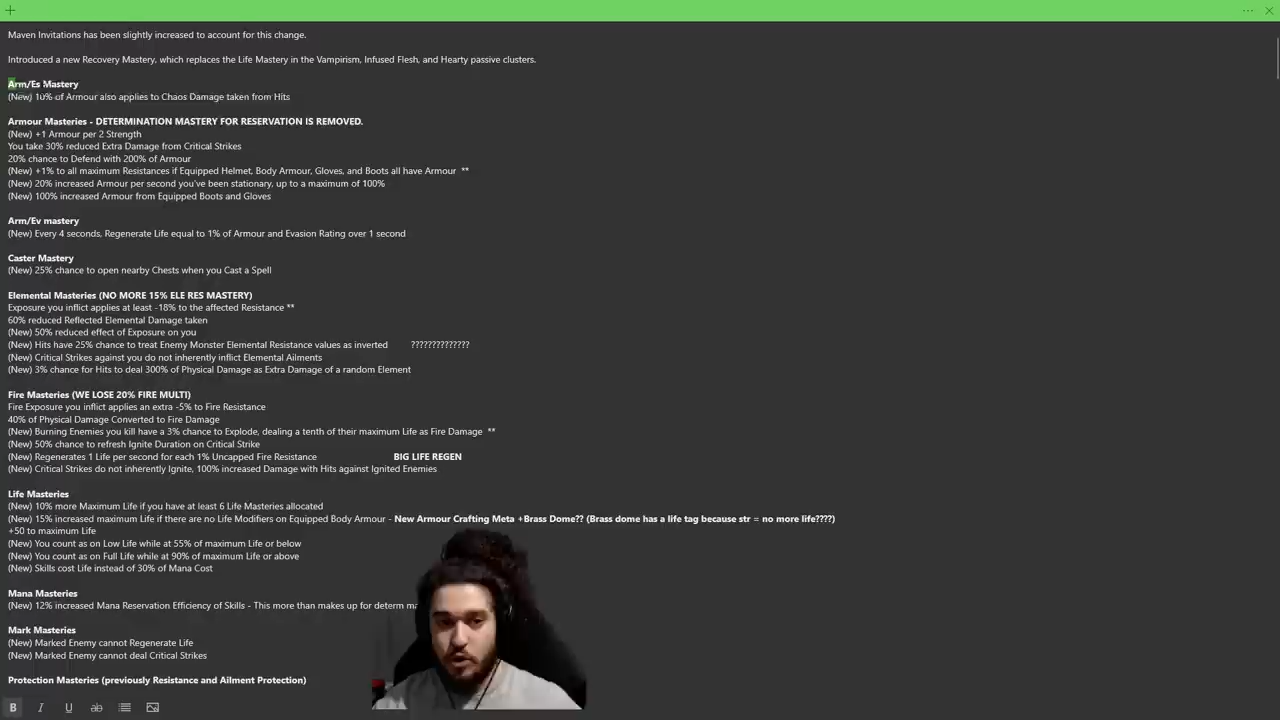 Maven Invitations has been slightly increased to account for this change.
Introduced a new Recovery Mastery, which replaces the Life Mastery in the Vampirism, Infused Flesh, and Hearty passive clusters.
Arm/Es Mastery
(New) 10% of Armour also applies to Chaos Damage taken from Hits
Armour Masteries - DETERMINATION MASTERY FOR RESERVATION IS REMOVED.
(New) +1 Armour per 2 Strength
You take 30% reduced Extra Damage from Critical Strikes
20% chance to Defend with 200% of Armour
(New) +1% to all maximum Resistances if Equipped Helmet, Body Armour, Gloves, and Boots all have Armour **
(New) 20% increased Armour per second you've been stationary, up to a maximum of 100%
(New) 100% increased Armour from Equipped Boots and Gloves
Arm/Ev mastery
(New) Every 4 seconds, Regenerate Life equal to 1% of Armour and Evasion Rating over 1 second
Caster Mastery
(New) 25% chance to open nearby Chests when you Cast a Spell
Elemental Masteries (NO MORE 15% ELE RES MASTERY)
Exposure you inflict applies at least -18% to the affected Resistance **
60% reduced Reflected Elemental Damage taken
(New) 50% reduced effect of Exposure on you
(New) Hits have 25% chance to treat Enemy Monster Elemental Resistance values as inverted ??????????????
(New) Critical Strikes against you do not inherently inflict Elemental Ailments
(New) 3% chance for Hits to deal 300% of Physical Damage as Extra Damage of a random Element
Fire Masteries (WE LOSE 20% FIRE MULTI)
Fire Exposure you inflict applies an extra -5% to Fire Resistance
40% of Physical Damage Converted to Fire Damage
(New) Burning Enemies you kill have a 3% chance to Explode, dealing a tenth of their maximum Life as Fire Damage **
(New) 50% chance to refresh Ignite Duration on Critical Strike
(New) Regenerates 1 Life per second for each 1% Uncapped Fire Resistance BIG LIFE REGEN
(New) Critical Strikes do not inherently Ignite, 100% increased Damage with Hits against Ignited Enemies
Life Masteries
(New) 10% more Maximum Life if you have at least 6 Life Masteries allocated
(New) 15% increased maximum Life if there are no Life Modifiers on Equipped Body Armour - New Armour Crafting Meta +Brass Dome?? (Brass dome has a life tag because str = no more life????)
+50 to maximum Life
(New) You count as on Low Life while at 55% of maximum Life or below
(New) You count as on Full Life while at 90% of maximum Life or above
(New) Skills cost Life instead of 30% of Mana Cost
Mana Masteries
(New) 12% increased Mana Reservation Efficiency of Skills - This more than makes up for determ
Mark Masteries
(New) Marked Enemy cannot Regenerate Life
(New) Marked Enemy cannot deal Critical Strikes
Protection Masteries (previously Resistance and Ailment Protection)
B I U ab